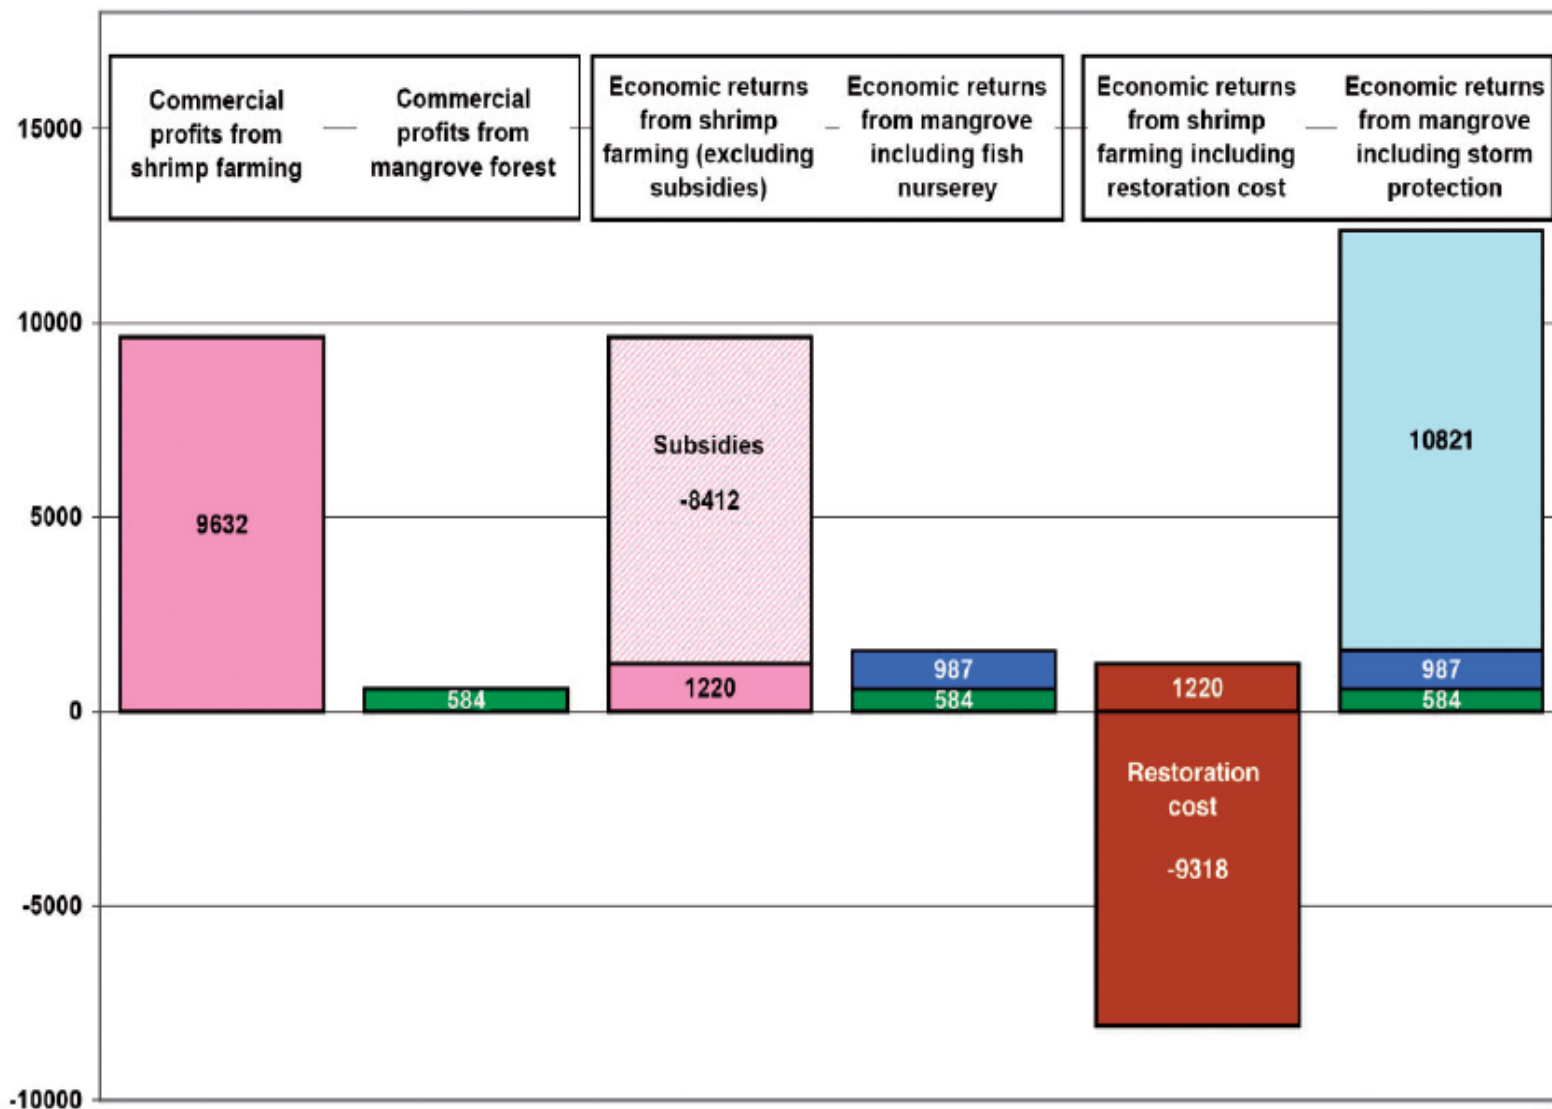 Commercial
profits from
shrimp farming
Commercial
profits from
mangrove forest
Economic returns
from shrimp
farming (excluding
subsidies)
Economic returns
from mangrove
including fish
nurserey
Economic returns
from shrimp
farming including
restoration cost
Economic returns
from mangrove
including storm
protection
15000
10000
5000
0
-5000
-10000
9632
584
Subsidies
-8412
1220
987
584
1220
Restoration
cost
-9318
10821
987
584